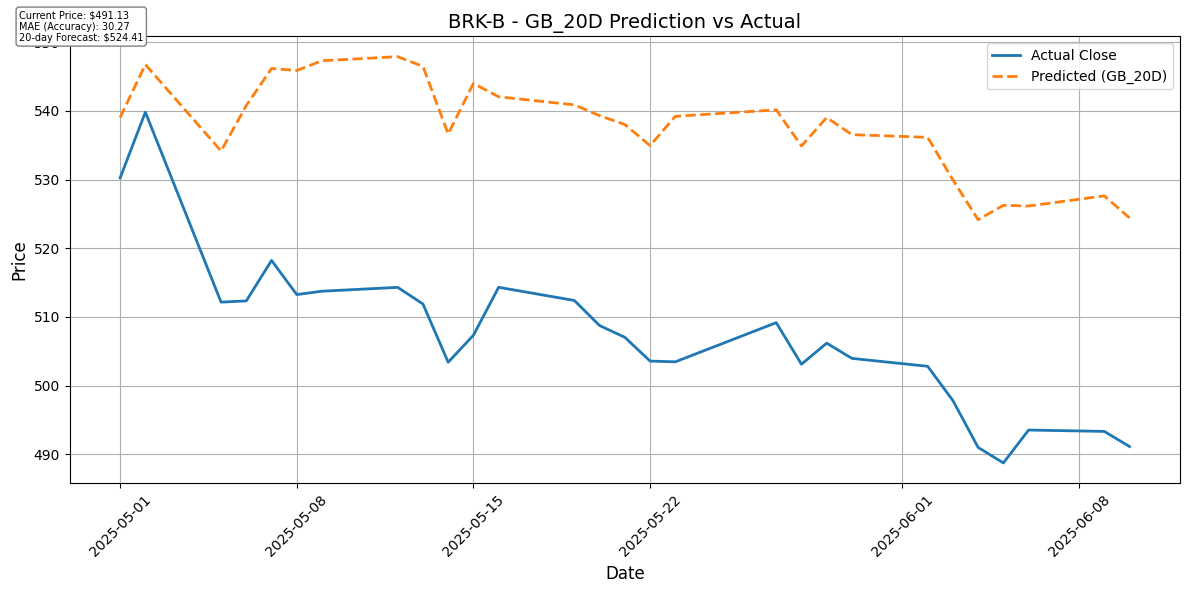 BRK-B - GB_20D Prediction vs Actual
Current Price: $491.13
MAE (Accuracy): 30.27
20-day Forecast: $524.41
Actual Close
Predicted (GB_20D)
Price
540
530
520
510
500
490
2025-05-01
2025-05-08
2025-05-15
2025-05-22
2025-06-01
2025-06-08
Date